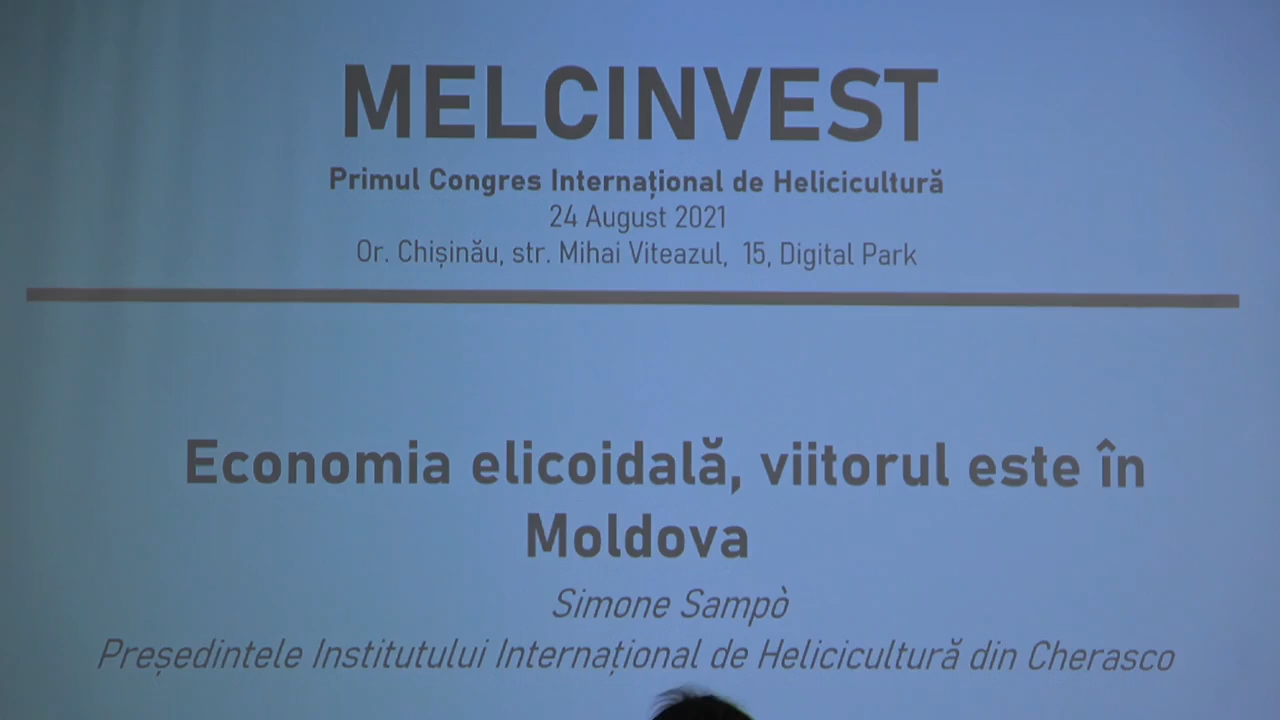 MELCINVEST
Primul Congres Internațional de Helicicultură
24 August 2021
Or. Chișinău, str. Mihai Viteazul, 15, Digital Park
Economia elicoidală, viitorul este în
Moldova
Simone Sampò
Președintele Institutului Internațional de Helicicultură din Cherasco